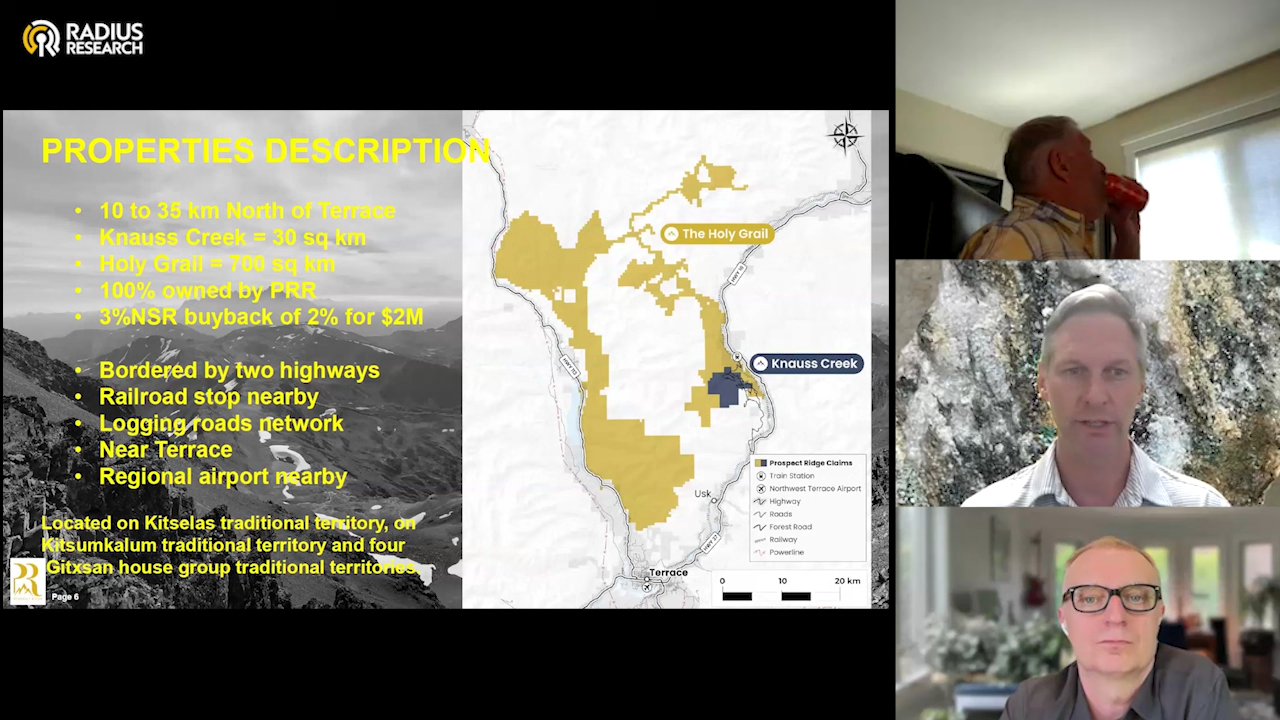 RADIUS
RESEARCH
PROPERTIES DESCRIPTION
• 10 to 35 km North of Terrace
• Knauss Creek = 30 sq km
• Holy Grail = 700 sq km
• 100% owned by PRR
• 3%NSR buyback of 2% for $2M
• Bordered by two highways
• Railroad stop nearby
• Logging roads network
• Near Terrace
• Regional airport nearby
Located on Kitselas traditional territory, on
Kitsumkalum traditional territory and four
Gitxsan house group traditional territories.
Page 6
The Holy Grail
Knauss Creek
Usk
Terrace
Prospect Ridge Claims
Train Station
Northwest Terrace Airport
Highway
Roads
Forest Road
Railway
Powerline
0 10 20 km